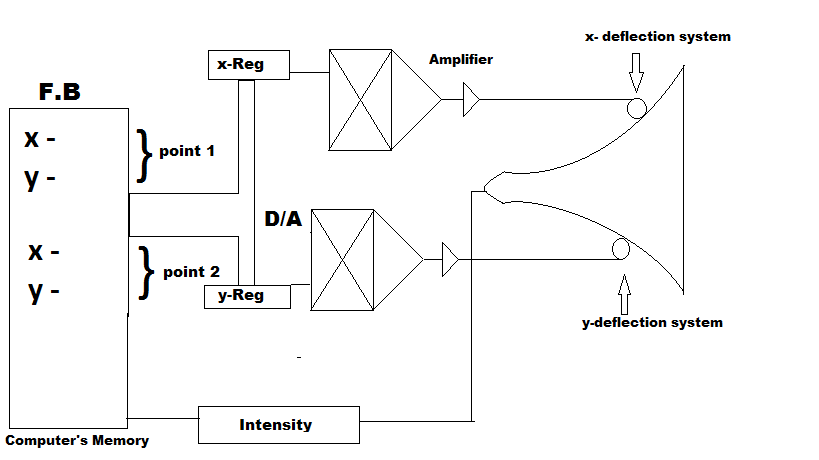 x- deflection system
x-Reg
Amplifier
F.B
x -
y -
point 1
D/A
x -
y -
point 2
y-Reg
y-deflection system
Intensity
Computer's Memory